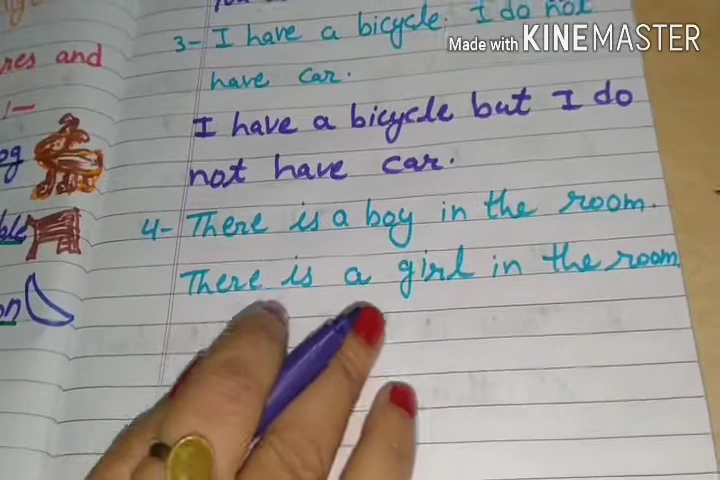 3- I have a bicycle. I do not
have car.
I have a bicycle but I do
not have car.
4- There is a boy in the room.
There is a girl in the room.
res and
Made with KINEMASTER